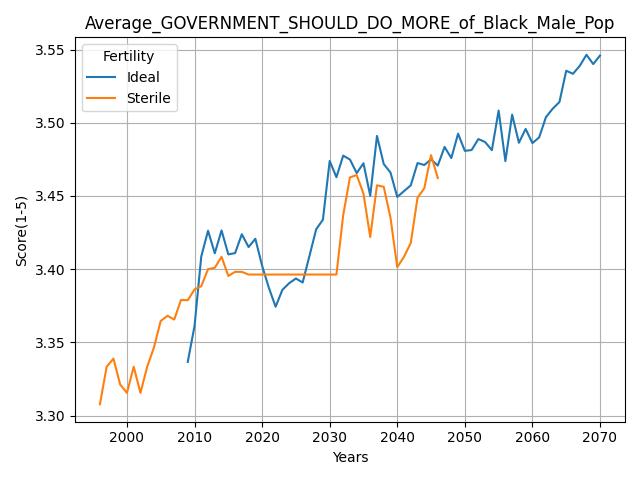 Average_GOVERNMENT_SHOULD_DO_MORE_of_Black_Male_Pop
Fertility
Ideal
Sterile
Score(1-5)
3.55
3.50
3.45
3.40
3.35
3.30
2000 2010 2020 2030 2040 2050 2060 2070
Years